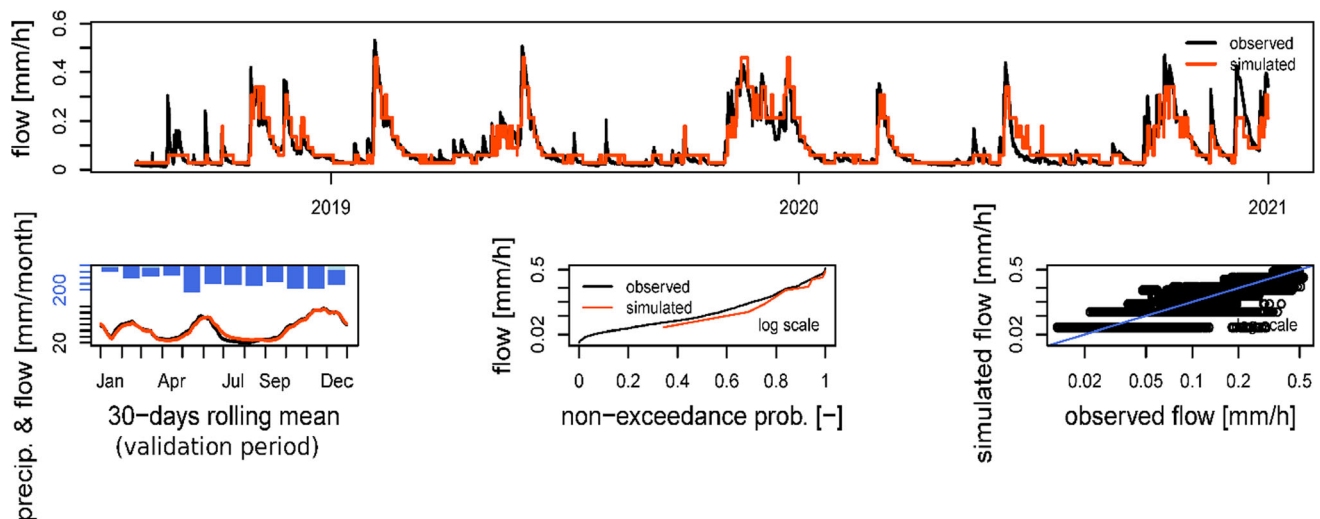 flow [mm/h]
0.6
0.4
0.2
0
observed
simulated
2019
2020
2021
precip. & flow [mm/month]
200
20
Jan
Apr
Jul
Sep
Dec
30−days rolling mean
(validation period)
flow [mm/h]
0.5
0.02
observed
simulated
log scale
0
0.2
0.4
0.6
0.8
1
non−exceedance prob. [−]
simulated flow [mm/h]
0.5
0.02
log scale
0.02
0.05
0.1
0.2
0.5
observed flow [mm/h]